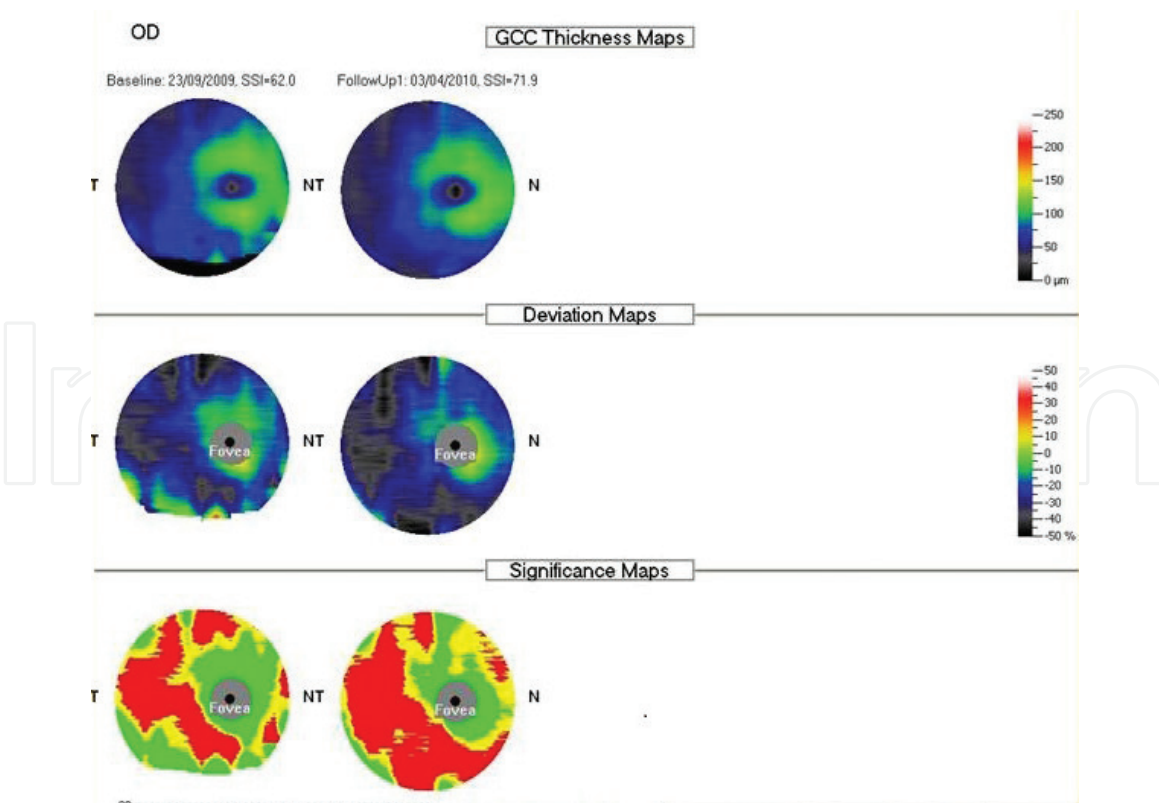 OD
GCC Thickness Maps
Baseline: 23/09/2009, SSI=62.0 FollowUp1: 03/04/2010, SSI=71.9
T NT N
250
200
150
100
50
0 µm
Deviation Maps
T Fovea NT Fovea N
50
40
30
20
10
0
-10
-20
-30
-40
-50 %
Significance Maps
T Fovea NT Fovea N